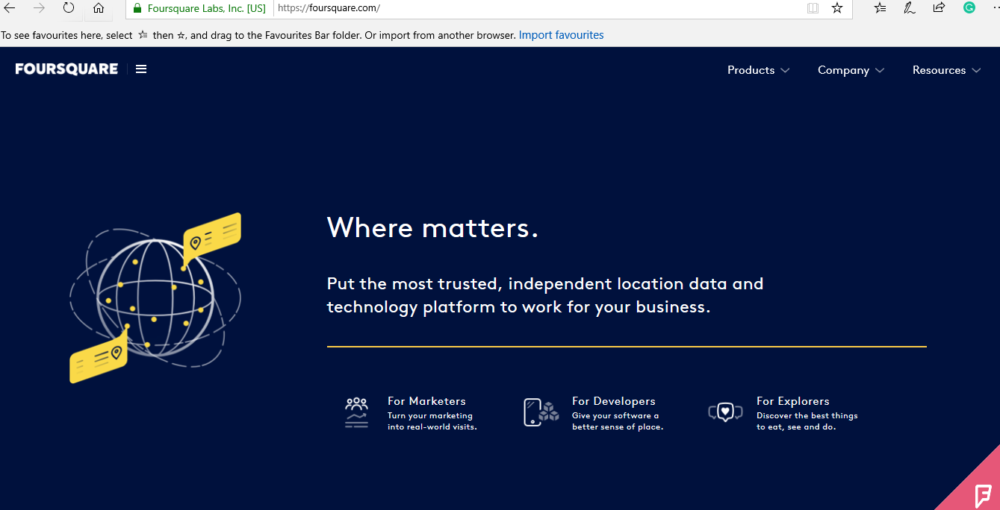 Foursquare Labs, Inc. [US] https://foursquare.com/
To see favourites here, select then, and drag to the Favourites Bar folder. Or import from another browser. Import favourites
FOURSQUARE
Products Company Resources
Where matters.
Put the most trusted, independent location data and
technology platform to work for your business.
For Marketers
Turn your marketing
into real-world visits.
For Developers
Give your software a
better sense of place.
For Explorers
Discover the best things
to eat, see and do.